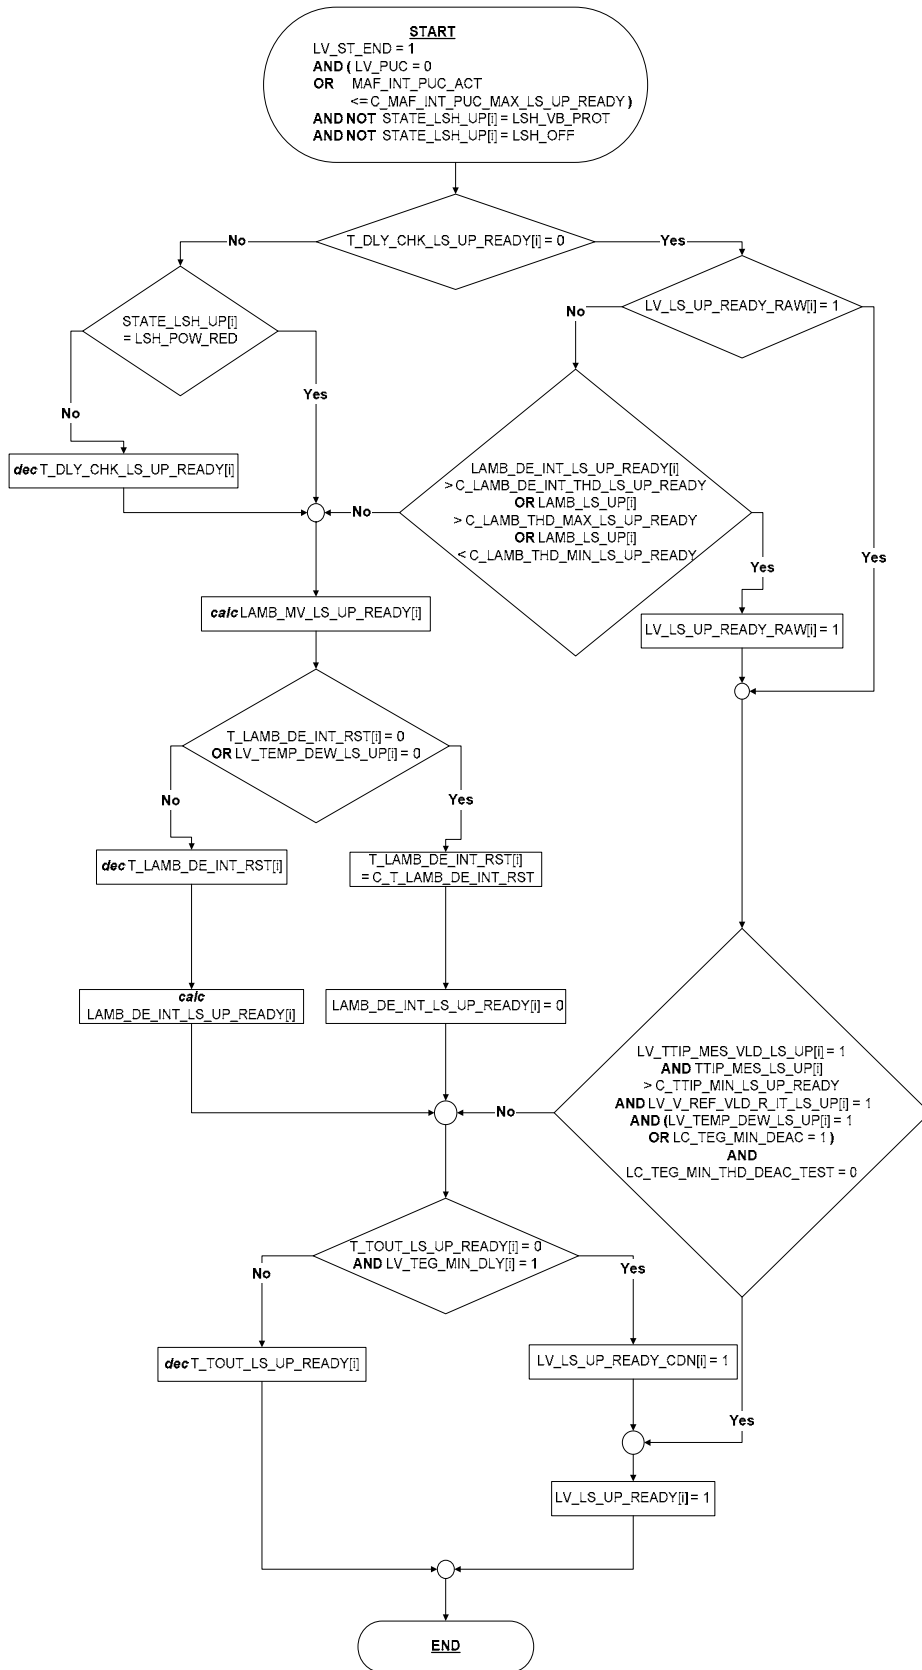 START
LV_ST_END = 1
AND ( LV_PUC = 0
OR MAF_INT_PUC_ACT
<= C_MAF_INT_PUC_MAX_LS_UP_READY )
AND NOT STATE_LSH_UP[i] = LSH_VB_PROT
AND NOT STATE_LSH_UP[i] = LSH_OFF
T_DLY_CHK_LS_UP_READY[i] = 0
No
Yes
LV_LS_UP_READY_RAW[i] = 1
STATE_LSH_UP[i]
= LSH_POW_RED
No
Yes
No
dec T_DLY_CHK_LS_UP_READY[i]
LAMB_DE_INT_LS_UP_READY[i]
> C_LAMB_DE_INT_THD_LS_UP_READY
OR LAMB_LS_UP[i]
> C_LAMB_THD_MAX_LS_UP_READY
OR LAMB_LS_UP[i]
< C_LAMB_THD_MIN_LS_UP_READY
No
Yes
Yes
calc LAMB_MV_LS_UP_READY[i]
LV_LS_UP_READY_RAW[i] = 1
T_LAMB_DE_INT_RST[i] = 0
OR LV_TEMP_DEW_LS_UP[i] = 0
No
Yes
dec T_LAMB_DE_INT_RST[i]
T_LAMB_DE_INT_RST[i]
= C_T_LAMB_DE_INT_RST
calc
LAMB_DE_INT_LS_UP_READY[i]
LAMB_DE_INT_LS_UP_READY[i] = 0
LV_TTIP_MES_VLD_LS_UP[i] = 1
AND TTIP_MES_LS_UP[i]
> C_TTIP_MIN_LS_UP_READY
AND LV_V_REF_VLD_R_IT_LS_UP[i] = 1
AND (LV_TEMP_DEW_LS_UP[i] = 1
OR LC_TEG_MIN_DEAC = 1 )
AND
LC_TEG_MIN_THD_DEAC_TEST = 0
No
T_TOUT_LS_UP_READY[i] = 0
AND LV_TEG_MIN_DLY[i] = 1
No
Yes
dec T_TOUT_LS_UP_READY[i]
LV_LS_UP_READY_CDN[i] = 1
Yes
LV_LS_UP_READY[i] = 1
END